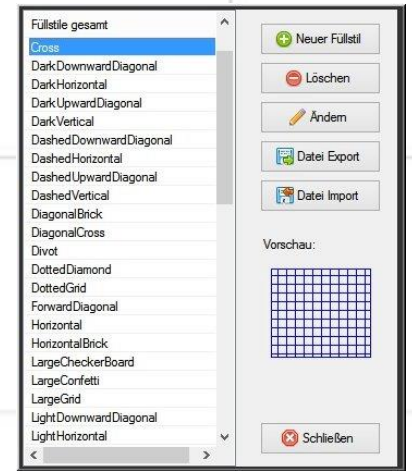 Füllstile gesamt
Cross
DarkDownwardDiagonal
DarkHorizontal
DarkUpwardDiagonal
DarkVertical
DashedDownwardDiagonal
DashedHorizontal
DashedUpwardDiagonal
DashedVertical
DiagonalBrick
DiagonalCross
Divot
DottedDiamond
DottedGrid
ForwardDiagonal
Horizontal
HorizontalBrick
LargeCheckerBoard
LargeConfetti
LargeGrid
LightDownwardDiagonal
LightHorizontal
Neuer Füllstil
Löschen
Ändern
Datei Export
Datei Import
Vorschau:
Schließen